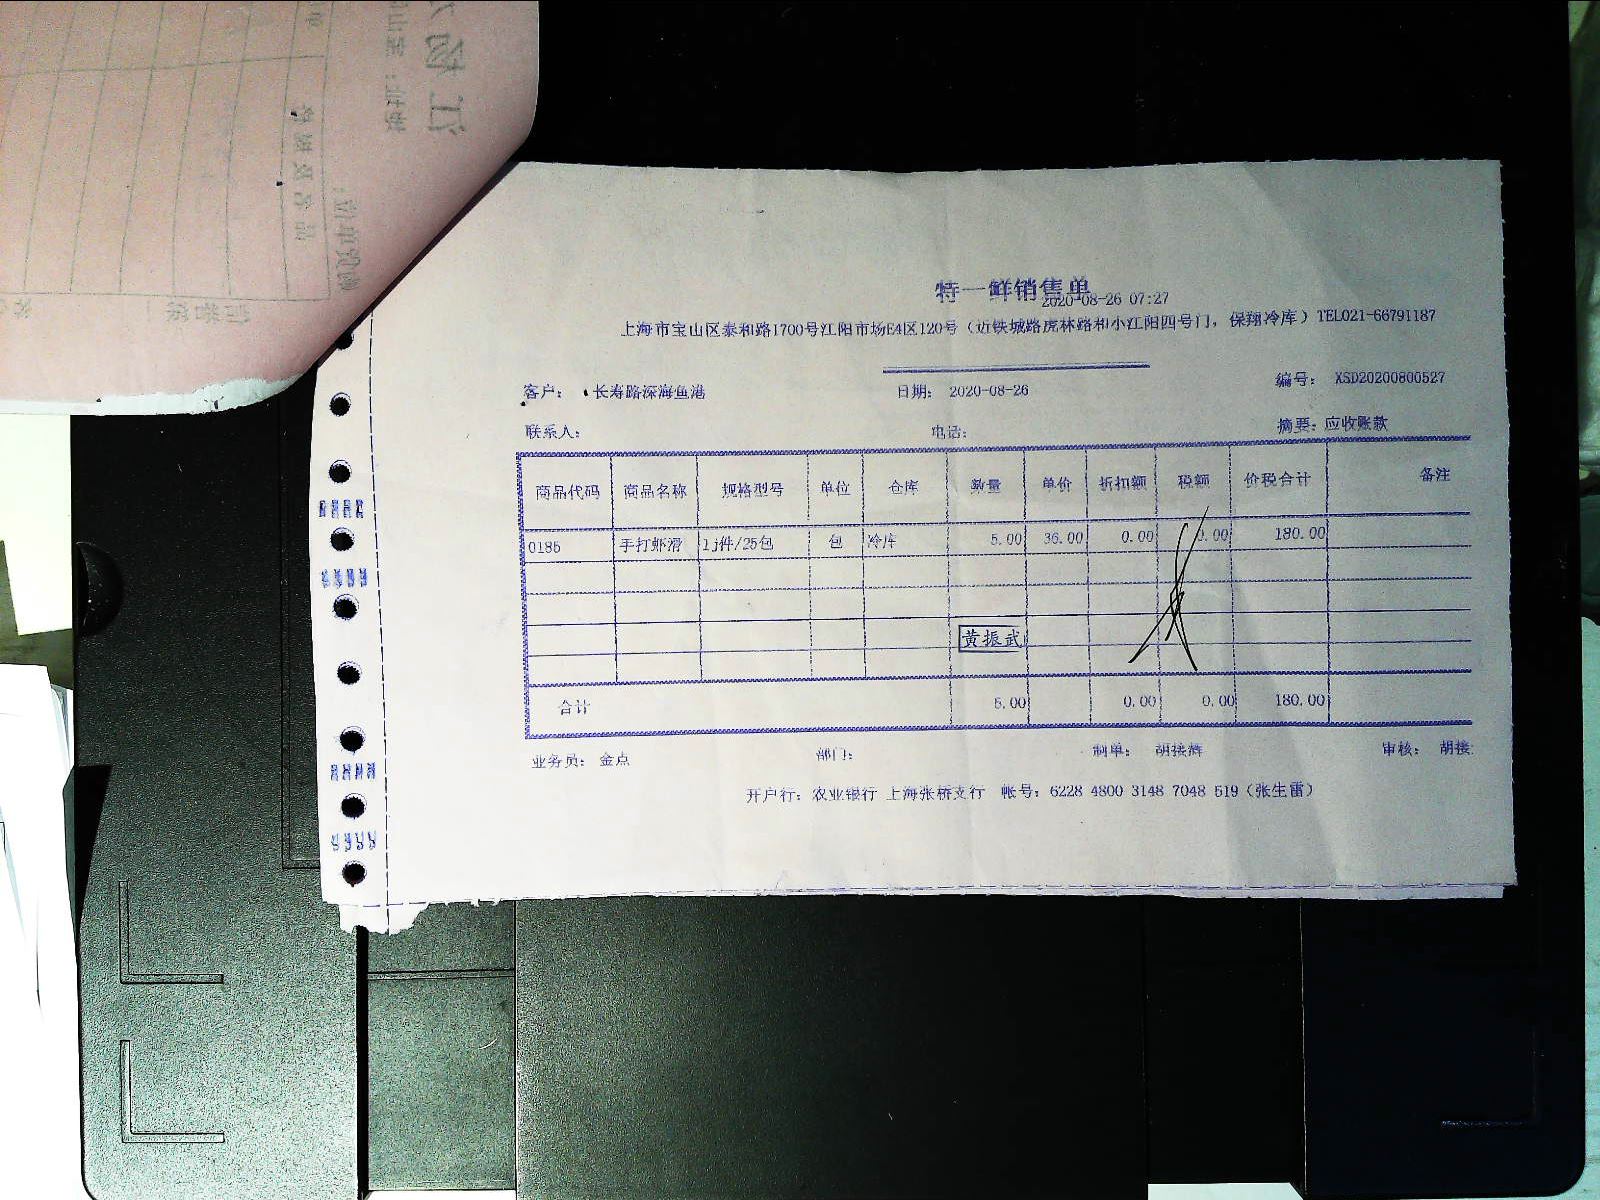 特一鲜销售单
2020-08-26 07:27
上海市宝山区泰和路1700号江阳市场E4区120号（近铁城路虎林路和小江阳四号门，保翔冷库）TEL021-66791187
客户： 长寿路深海鱼港 日期： 2020-08-26 编号： XSD20200800527
联系人： 电话： 摘要：应收账款
商品代码 商品名称 规格型号 单位 仓库 数量 单价 折扣额 税额 价税合计 备注
0185 手打虾滑 1j件/25包 包 冷库 5.00 36.00 0.00 0.00 180.00
黄振武
合计 5.00 0.00 0.00 180.00
业务员： 金点 部门： 制单： 审核： 胡接
开户行：农业银行 上海张桥支行 帐号：6228 4800 3148 7048 519（张生雷）